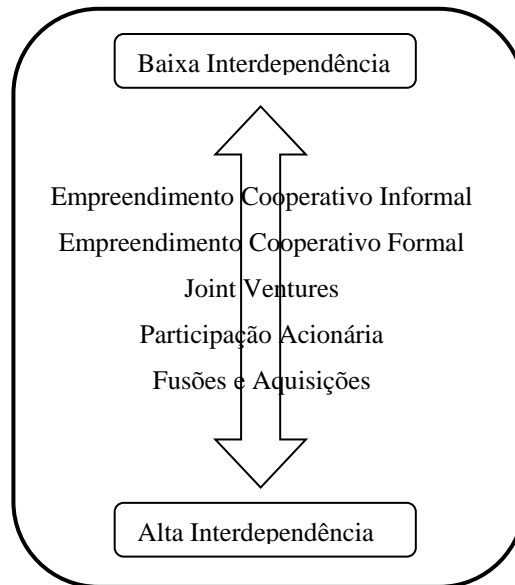 Baixa Interdependência
Empreendimento Cooperativo Informal
Empreendimento Cooperativo Formal
Joint Ventures
Participação Acionária
Fusões e Aquisições
Alta Interdependência